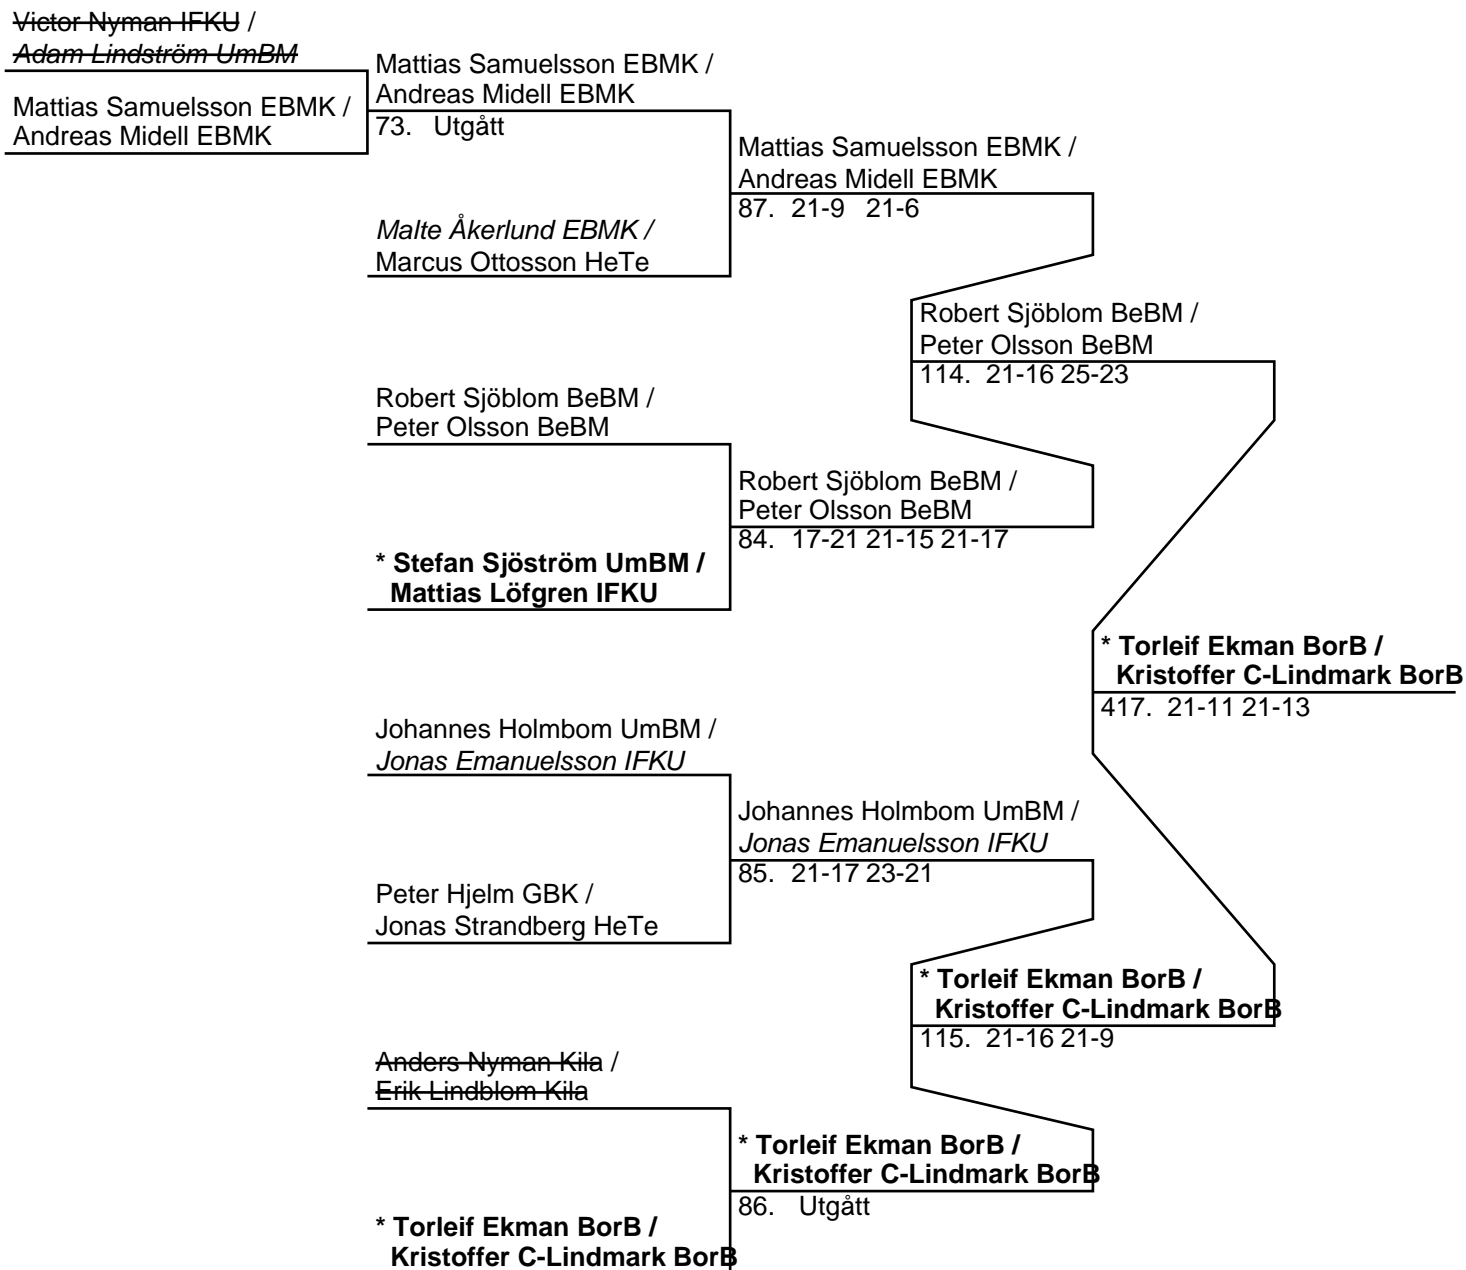 Victor Nyman IFKU /
Adam Lindström UmBM
Mattias Samuelsson EBMK /
Andreas Midell EBMK
Mattias Samuelsson EBMK /
Andreas Midell EBMK
73. Utgått
Malte Åkerlund EBMK /
Marcus Ottosson HeTe
Mattias Samuelsson EBMK /
Andreas Midell EBMK
87. 21-9 21-6
Robert Sjöblom BeBM /
Peter Olsson BeBM
114. 21-16 25-23
Robert Sjöblom BeBM /
Peter Olsson BeBM
* Stefan Sjöström UmBM /
Mattias Löfgren IFKU
Robert Sjöblom BeBM /
Peter Olsson BeBM
84. 17-21 21-15 21-17
* Torleif Ekman BorB /
Kristoffer C-Lindmark BorB
417. 21-11 21-13
Johannes Holmbom UmBM /
Jonas Emanuelsson IFKU
Peter Hjelm GBK /
Jonas Strandberg HeTe
Johannes Holmbom UmBM /
Jonas Emanuelsson IFKU
85. 21-17 23-21
* Torleif Ekman BorB /
Kristoffer C-Lindmark BorB
115. 21-16 21-9
Anders Nyman Kila /
Erik Lindblom Kila
* Torleif Ekman BorB /
Kristoffer C-Lindmark BorB
86. Utgått
* Torleif Ekman BorB /
Kristoffer C-Lindmark BorB